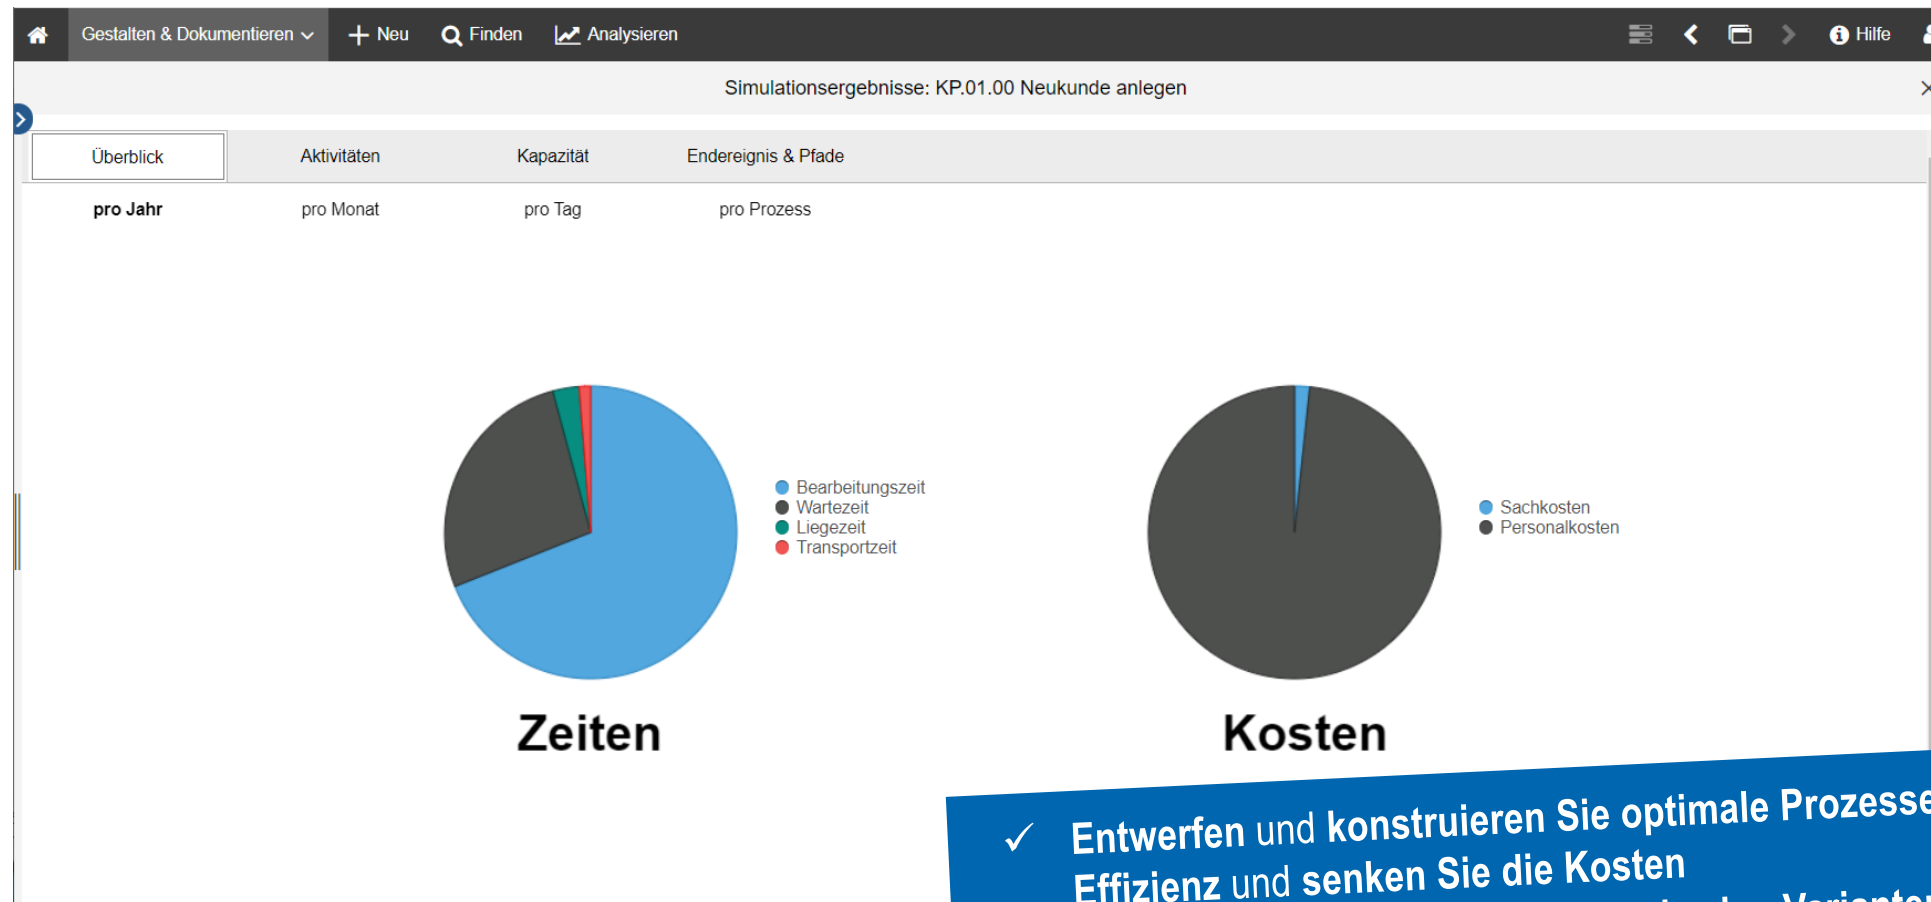 Gestalten & Dokumentieren Neu Finden Analysieren Hilfe
Simulationsergebnisse: KP.01.00 Neukunde anlegen
Überblick Aktivitäten Kapazität Endereignis & Pfade
pro Jahr pro Monat pro Tag pro Prozess
Bearbeitungszeit
Wartezeit
Liegezeit
Transportzeit
Sachkosten
Personalkosten
Zeiten Kosten
✓ Entwerfen und konstruieren Sie optimale Prozesse
Effizienz und senken Sie die Kosten
Varianten